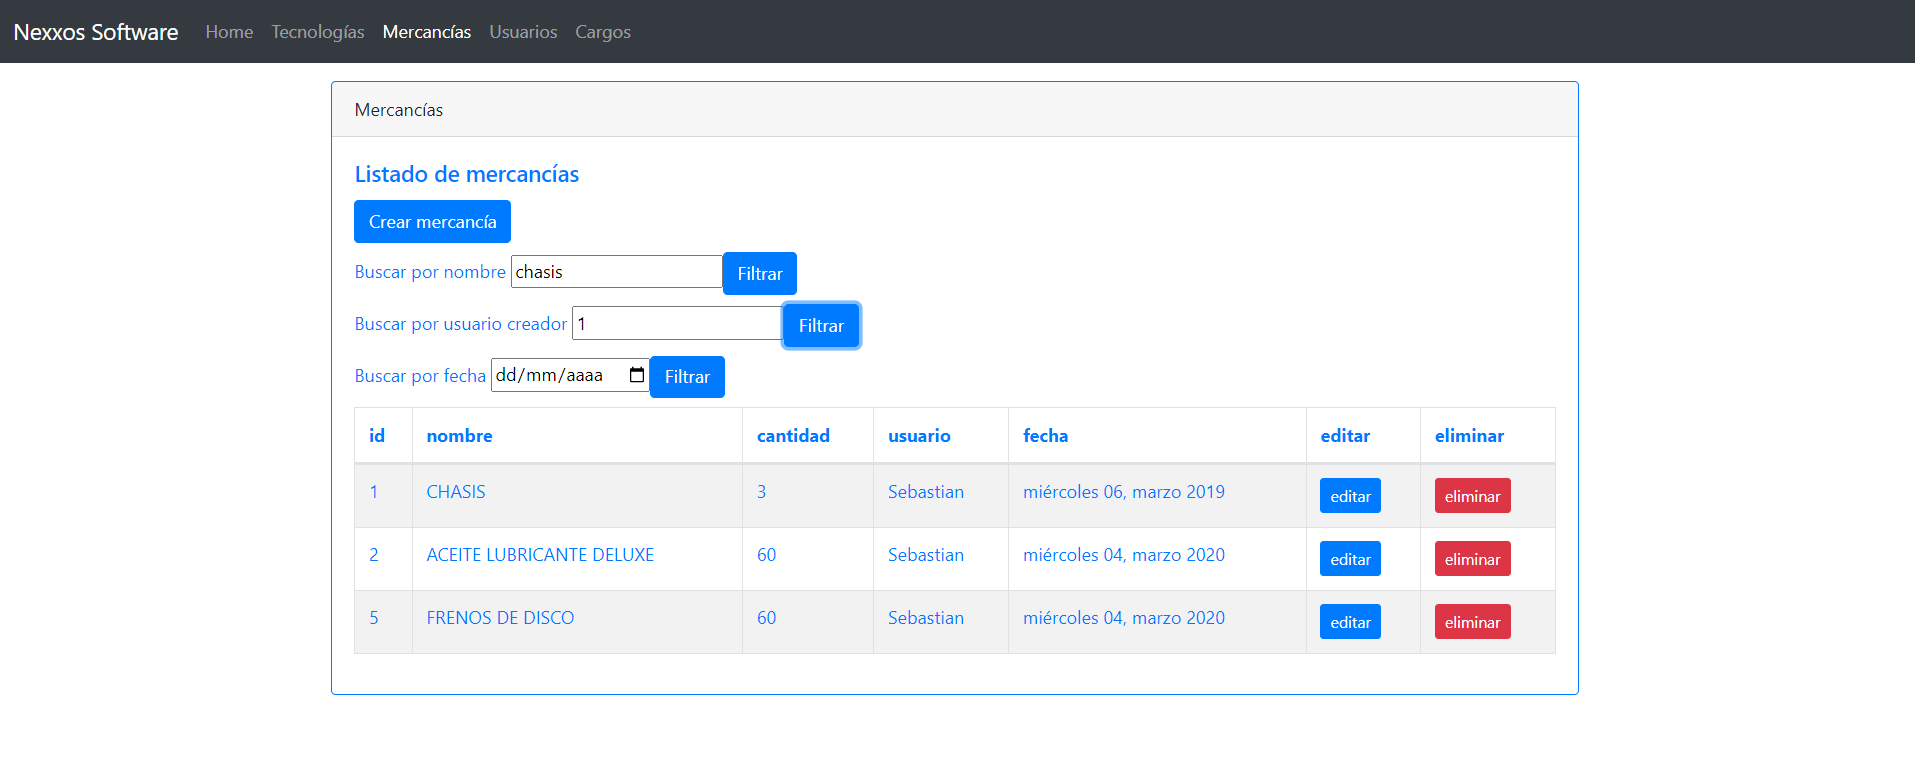 Nexxos Software Home Tecnologías Mercancías Usuarios Cargos
Mercancías
Listado de mercancías
Crear mercancía
Buscar por nombre chasis Filtrar
Buscar por usuario creador 1 Filtrar
Buscar por fecha dd/mm/aaaa Filtrar
id nombre cantidad usuario fecha editar eliminar
1 CHASIS 3 Sebastian miércoles 06, marzo 2019 editar eliminar
2 ACEITE LUBRICANTE DELUXE 60 Sebastian miércoles 04, marzo 2020 editar eliminar
5 FRENOS DE DISCO 60 Sebastian miércoles 04, marzo 2020 editar eliminar